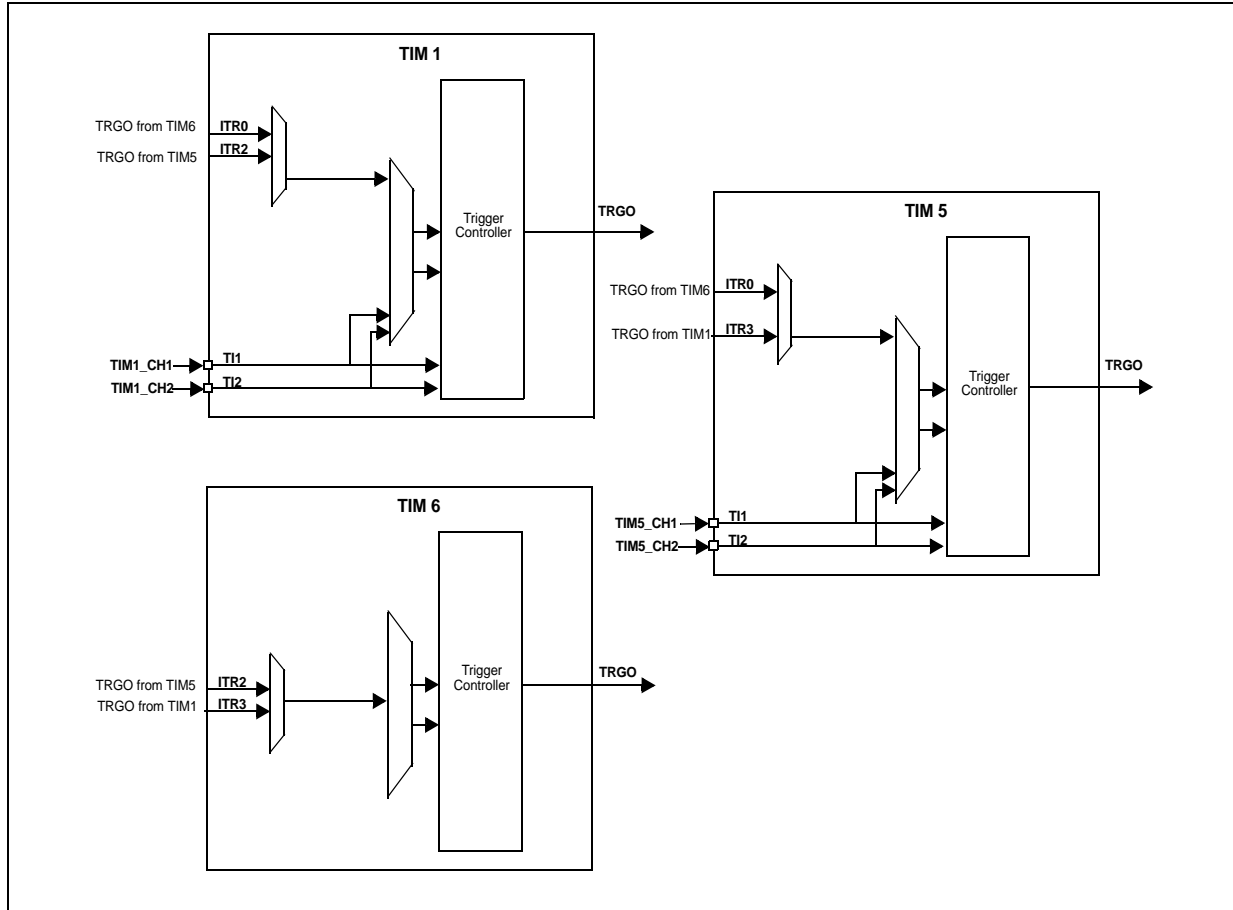 TIM 1
TRGO from TIM6
ITR0
TRGO from TIM5
ITR2
Trigger
Controller
TRGO
TIM1_CH1
TI1
TIM1_CH2
TI2
TIM 5
TRGO from TIM6
ITR0
TRGO from TIM1
ITR3
Trigger
Controller
TRGO
TIM5_CH1
TI1
TIM5_CH2
TI2
TIM 6
TRGO from TIM5
ITR2
TRGO from TIM1
ITR3
Trigger
Controller
TRGO